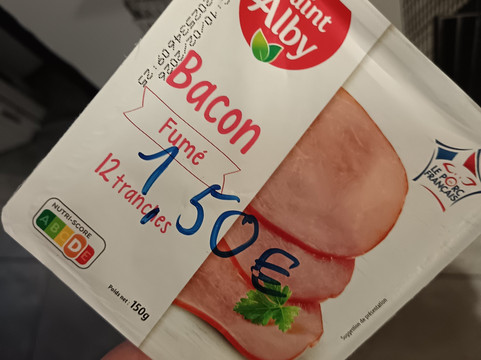 Saint
Alby
Bacon
Fumé
12 tranches
1,50€
NUTRI-SCORE
A B C D E
Poids net : 150g
LE PORC
FRANÇAIS
Suggestion de présentation